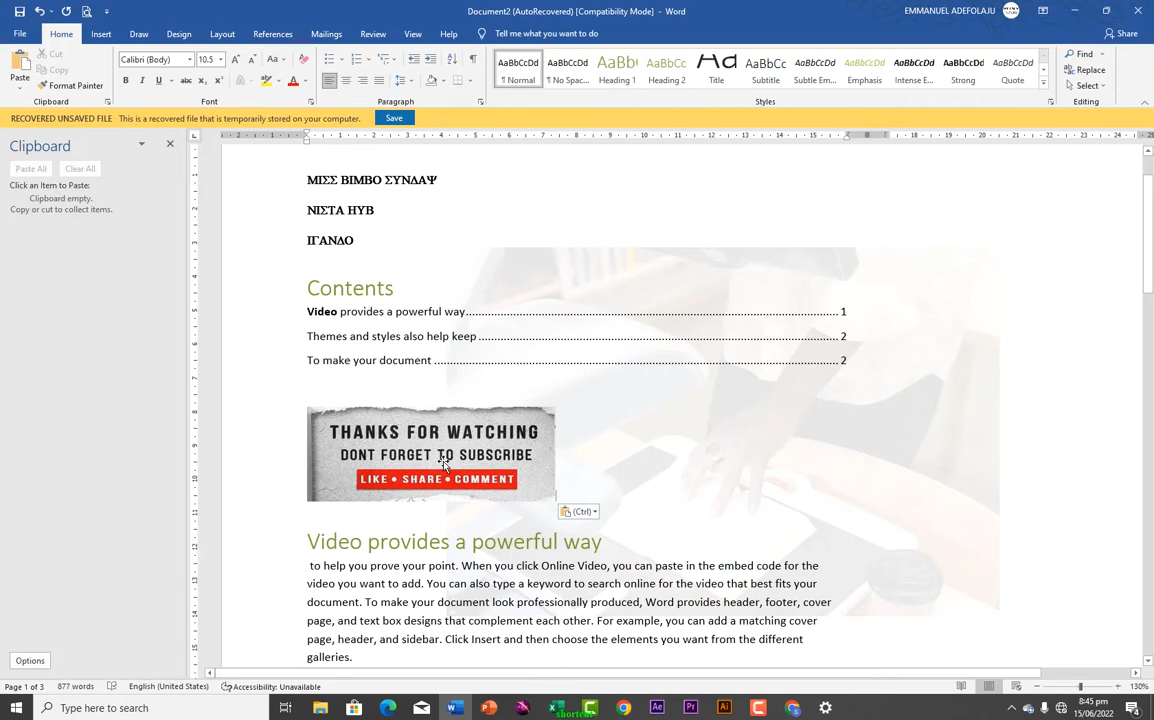 Document2 (AutoRecovered) [Compatibility Mode] - Word
EMMANUEL ADEFOLAJU
File Home Insert Draw Design Layout References Mailings Review View Help Tell me what you want to do Share
Paste
Cut
Copy
Format Painter
Calibri (Body) 10.5
AaBbCcDd AaBbCcDd AaBbC AaBbCc AaB AaBbCc AaBbCcDd AaBbCcDd AaBbCcDd AaBbCcDd AaBbCcDd
¶ Normal ¶ No Spac... Heading 1 Heading 2 Title Subtitle Subtle Em... Emphasis Intense E... Strong Quote
Find
Replace
Select
Clipboard Font Paragraph Styles Editing
RECOVERED UNSAVED FILE This is a recovered file that is temporarily stored on your computer. Save
Clipboard
Paste All Clear All
Click an Item to Paste:
Clipboard empty.
Copy or cut to collect items.
ΜΙΣΣ ΒΙΜΒΟ ΣΥΝΔΑΨ
ΝΙΣΤΑ ΗΥΒ
ΙΓΑΝΔΟ
Contents
Video provides a powerful way 1
Themes and styles also help keep 2
To make your document 2
THANKS FOR WATCHING
DONT FORGET TO SUBSCRIBE
LIKE • SHARE • COMMENT
(Ctrl)
Video provides a powerful way
to help you prove your point. When you click Online Video, you can paste in the embed code for the
video you want to add. You can also type a keyword to search online for the video that best fits your
document. To make your document look professionally produced, Word provides header, footer, cover
page, and text box designs that complement each other. For example, you can add a matching cover
page, header, and sidebar. Click Insert and then choose the elements you want from the different
galleries.
Options
Page 1 of 3 877 words English (United States) Accessibility: Unavailable 130%
Type here to search
shortcut
8:45 pm
15/06/2022